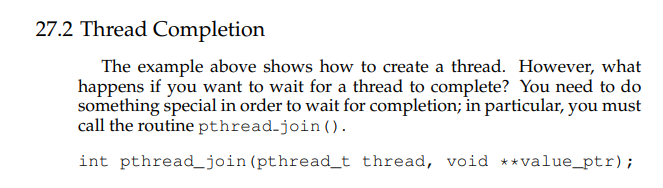 27.2 Thread Completion
The example above shows how to create a thread. However, what
happens if you want to wait for a thread to complete? You need to do
something special in order to wait for completion; in particular, you must
call the routine pthread_join().
int pthread_join(pthread_t thread, void **value_ptr);